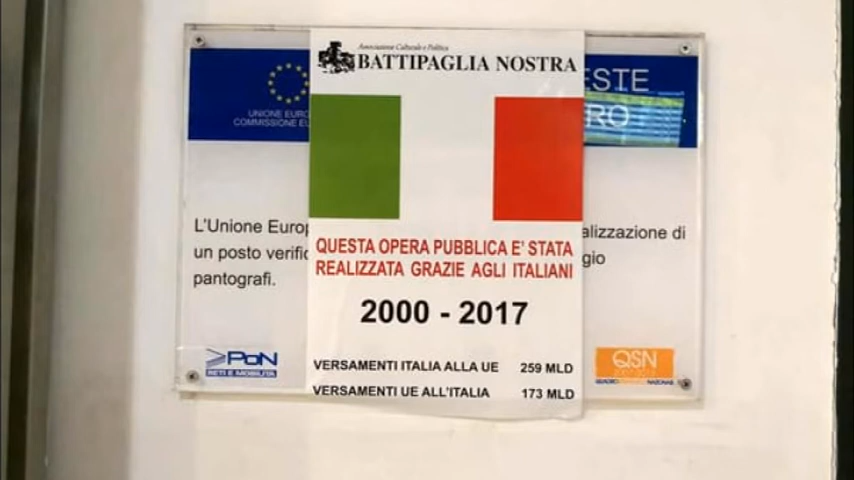 Associazione Culturale e Politica
BATTIPAGLIA NOSTRA
UNIONE EURO
COMMISSIONE EU
ESTE
RO
L'Unione Euro
alizzazione di
un posto verific
gio
pantografi.
QUESTA OPERA PUBBLICA E' STATA
REALIZZATA GRAZIE AGLI ITALIANI
2000 - 2017
VERSAMENTI ITALIA ALLA UE 259 MLD
VERSAMENTI UE ALL'ITALIA 173 MLD
PON
RETI E MOBILITÀ
QSN